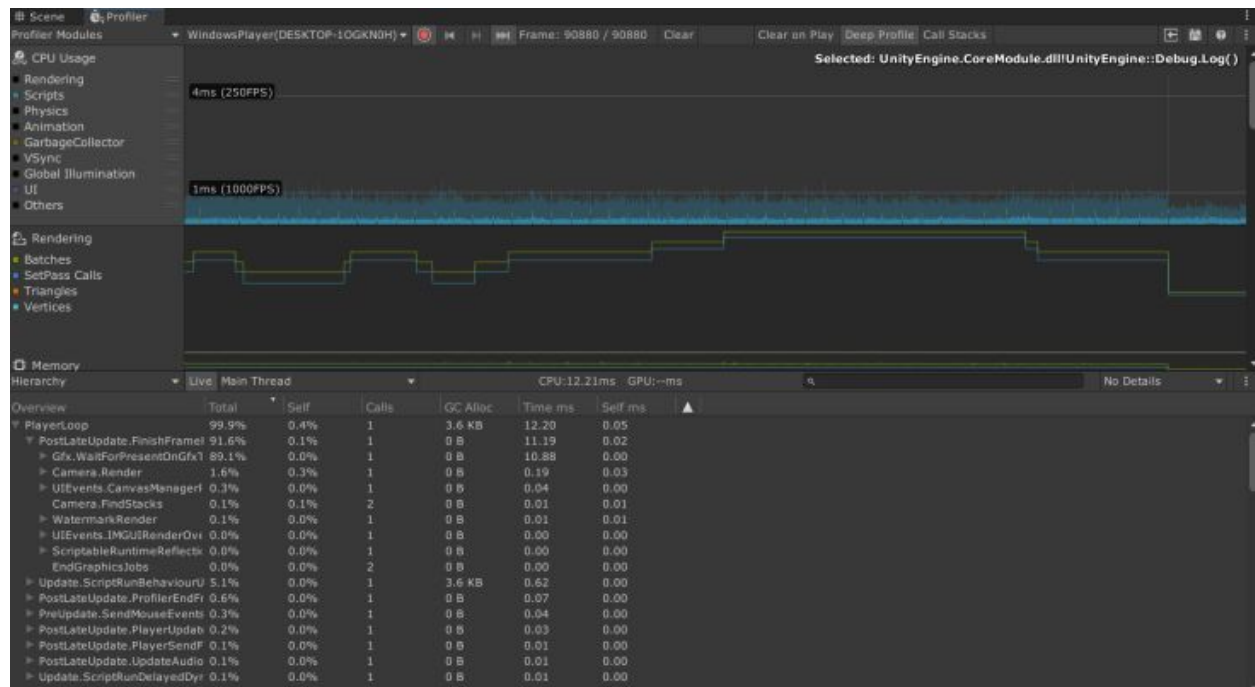 Scene Profiler
Profiler Modules WindowsPlayer(DESKTOP-1OGKN0H) Frame: 90880 / 90880 Clear Clear on Play Deep Profile Call Stacks
CPU Usage
Selected: UnityEngine.CoreModule.dll!UnityEngine::Debug.Log()
Rendering
Scripts
4ms (250FPS)
Physics
Animation
GarbageCollector
VSync
Global Illumination
UI
1ms (1000FPS)
Others
Rendering
Batches
SetPass Calls
Triangles
Vertices
Memory
Hierarchy Live Main Thread CPU:12.21ms GPU:--ms No Details
Overview Total Self Calls GC Alloc Time ms Self ms
PlayerLoop 99.9% 0.4% 1 3.6 KB 12.20 0.05
PostLateUpdate.FinishFrameI 91.6% 0.1% 1 0 B 11.19 0.02
Gfx.WaitForPresentOnGfxT 89.1% 0.0% 1 0 B 10.88 0.00
Camera.Render 1.6% 0.3% 1 0 B 0.19 0.03
UIEvents.CanvasManagerI 0.3% 0.0% 1 0 B 0.04 0.00
Camera.FindStacks 0.1% 0.1% 2 0 B 0.01 0.01
WatermarkRender 0.1% 0.0% 1 0 B 0.01 0.01
UIEvents.IMGUIRenderOve 0.0% 0.0% 1 0 B 0.00 0.00
ScriptableRuntimeReflectic 0.0% 0.0% 1 0 B 0.00 0.00
EndGraphicsJobs 0.0% 0.0% 2 0 B 0.00 0.00
Update.ScriptRunBehaviourU 5.1% 0.0% 1 3.6 KB 0.62 0.00
PostLateUpdate.ProfilerEndFr 0.6% 0.0% 1 0 B 0.07 0.00
PreUpdate.SendMouseEvents 0.3% 0.0% 1 0 B 0.04 0.00
PostLateUpdate.PlayerUpdate 0.2% 0.0% 1 0 B 0.03 0.00
PostLateUpdate.PlayerSendF 0.1% 0.0% 1 0 B 0.01 0.00
PostLateUpdate.UpdateAudio 0.1% 0.0% 1 0 B 0.01 0.00
Update.ScriptRunDelayedDyr 0.1% 0.0% 1 0 B 0.01 0.00